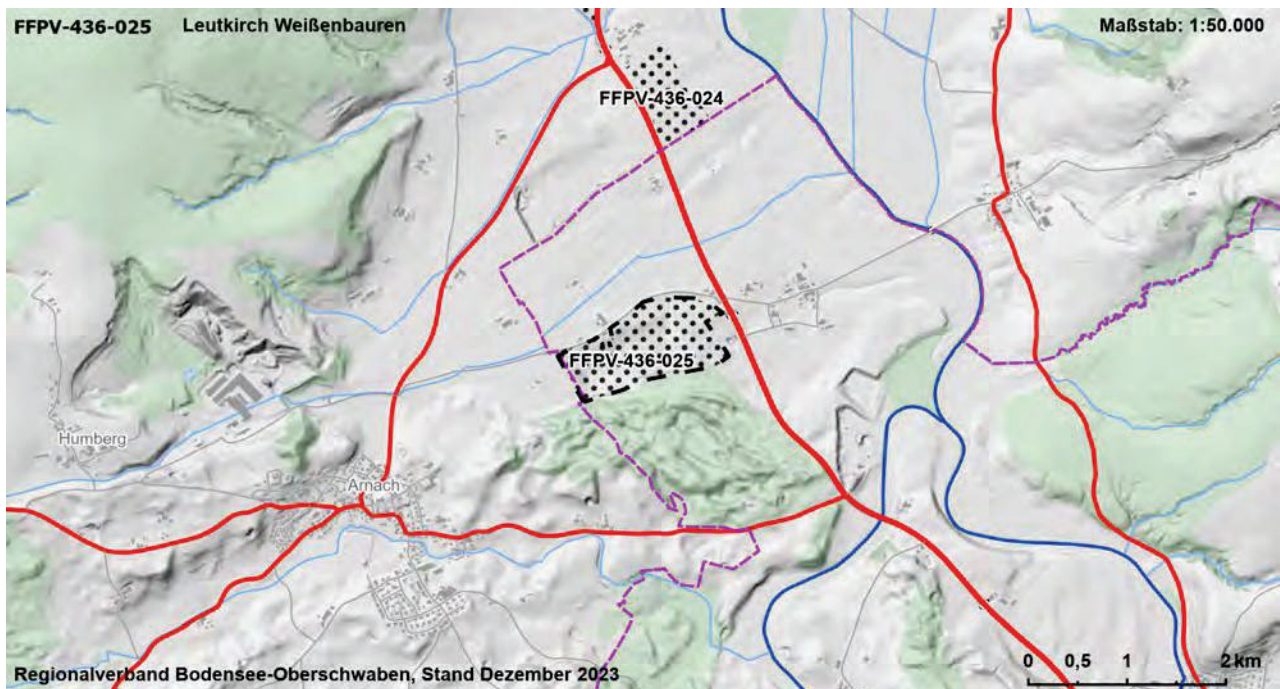 FFPV-436-025 Leutkirch Weißenbauren
Maßstab: 1:50.000
FFPV-436-024
FFPV-436-025
Humberg
Arnach
Regionalverband Bodensee-Oberschwaben, Stand Dezember 2023
0 0,5 1 2 km